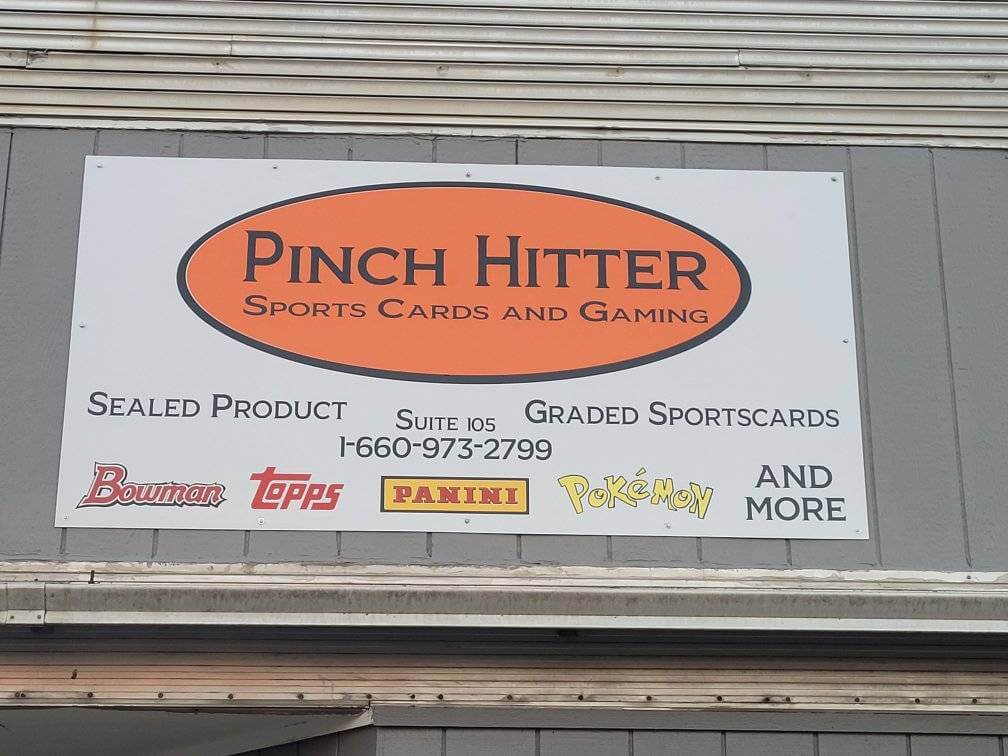 Pinch Hitter
Sports Cards and Gaming
Sealed Product
Suite 105
Graded Sportscards
1-660-973-2799
Bowman
Topps
PANINI
Pokémon
AND
MORE